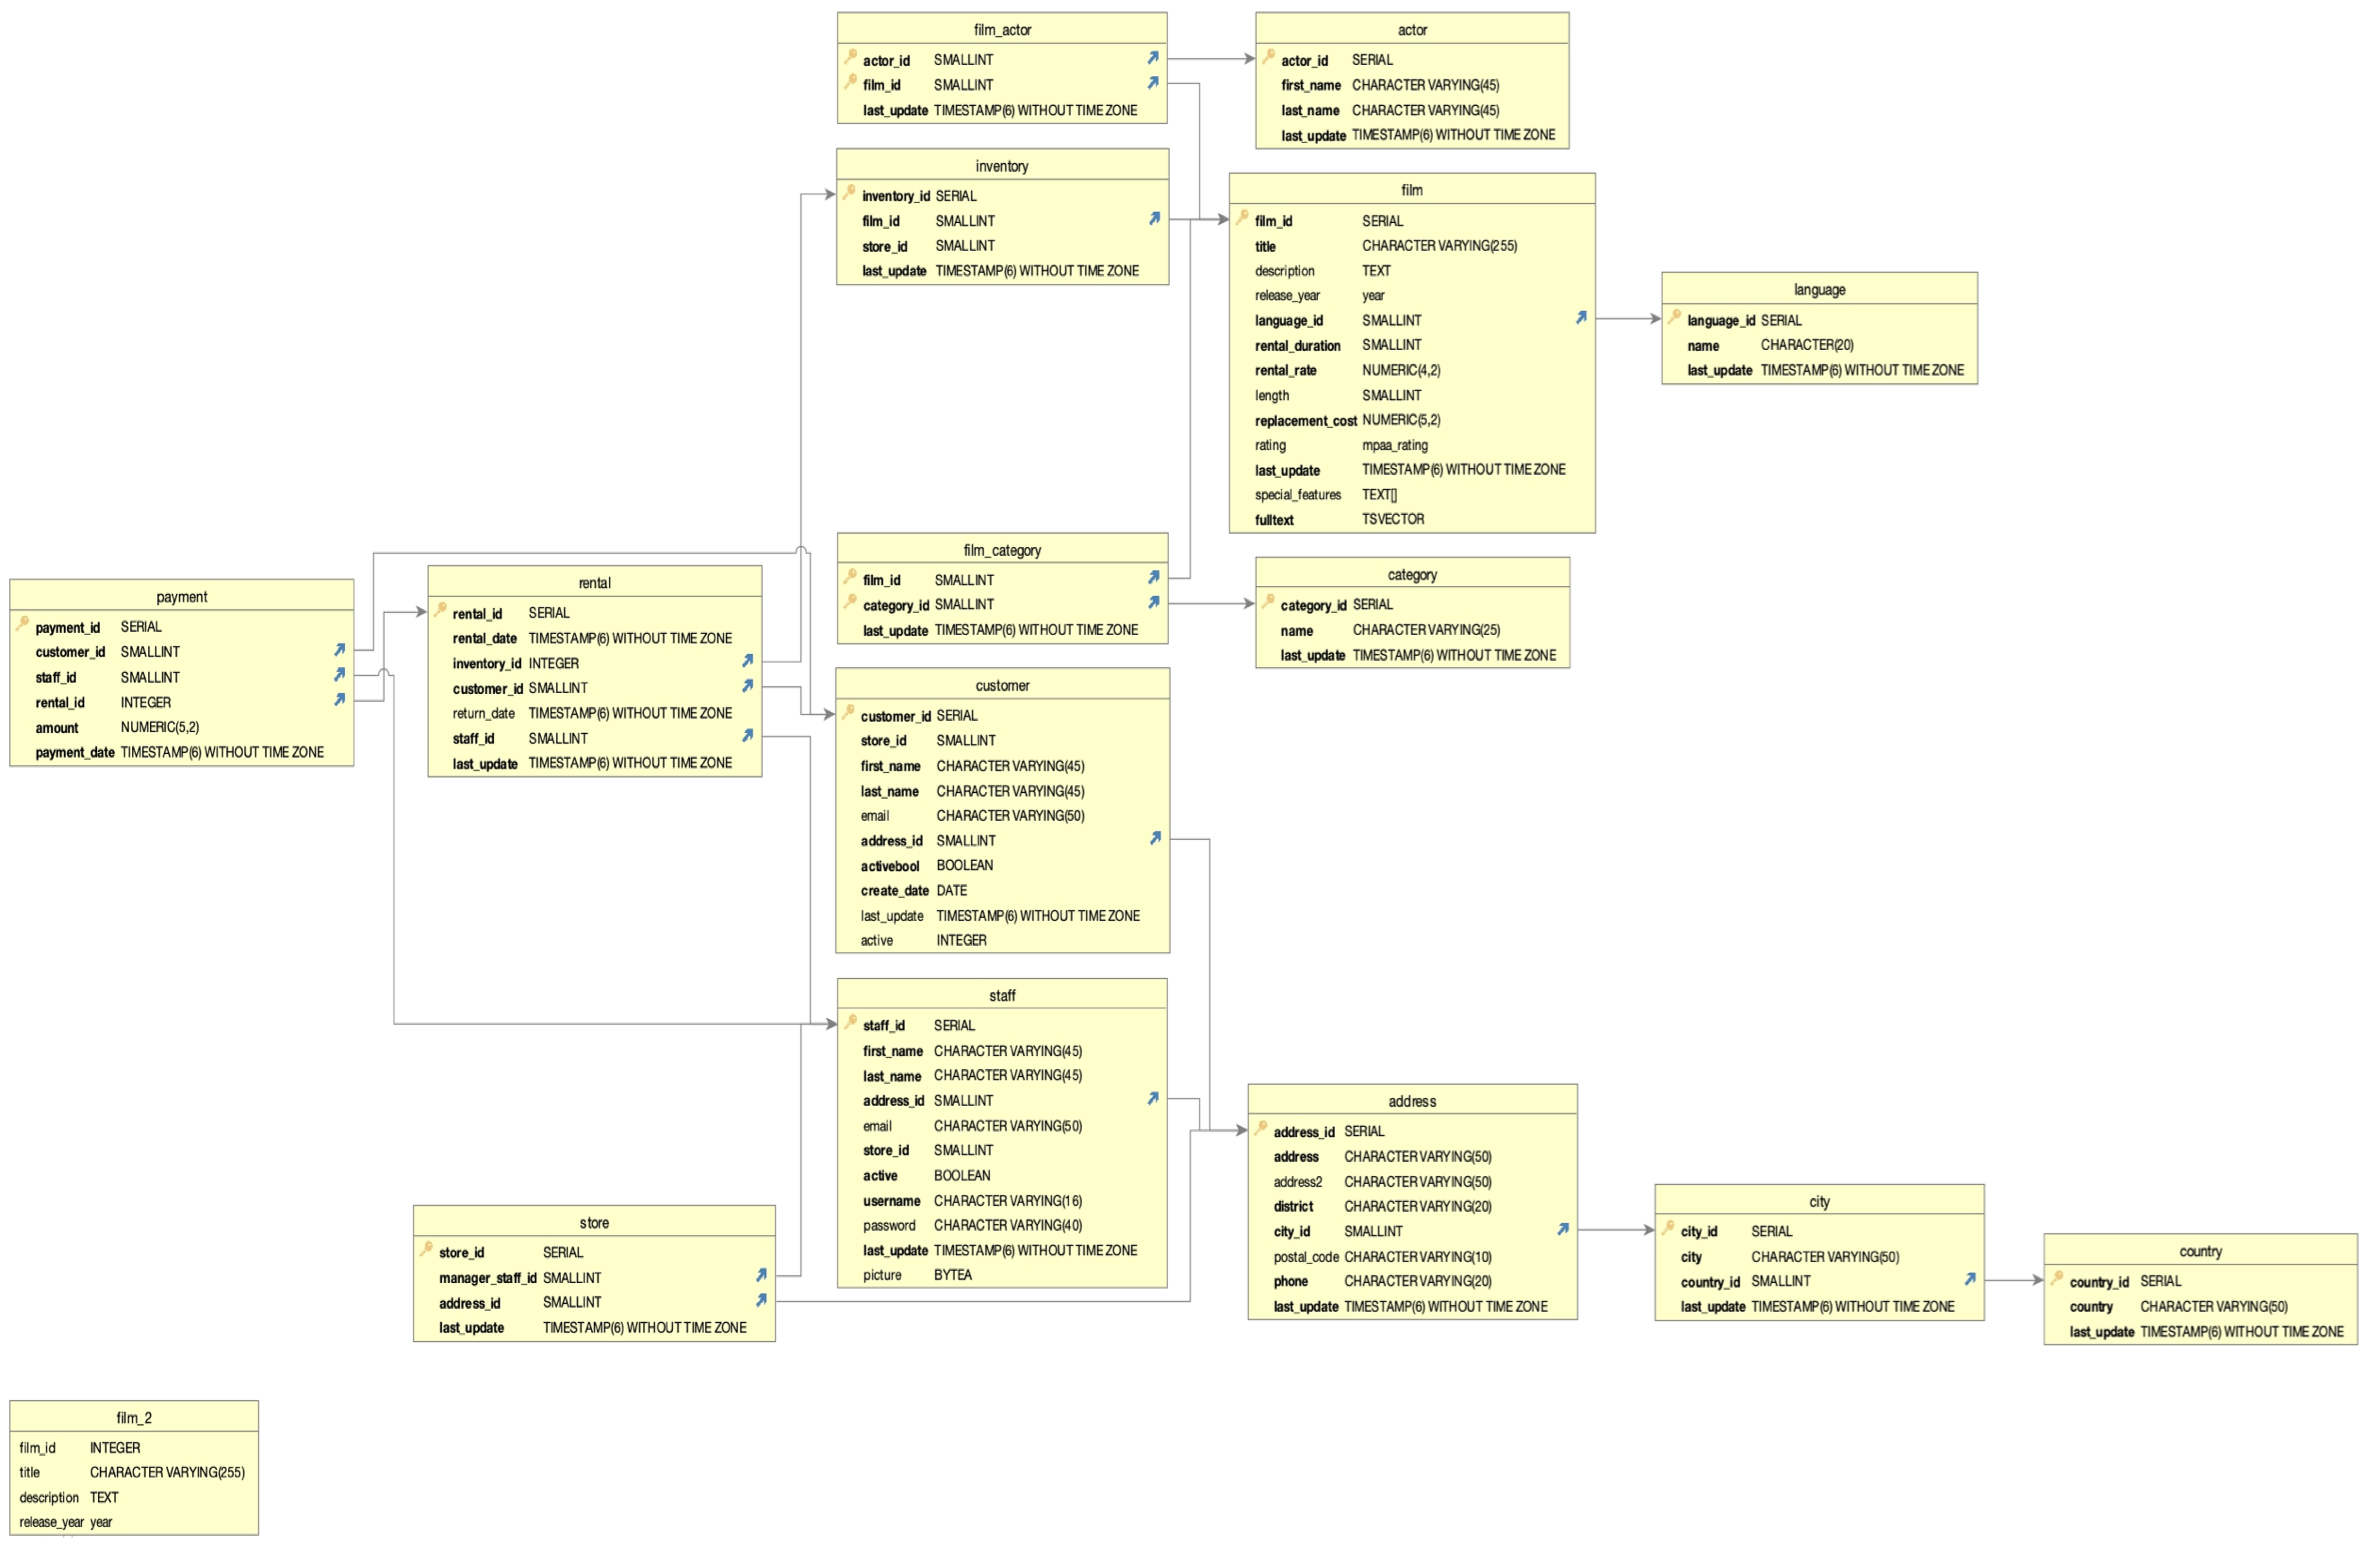 film_actor
actor_id SMALLINT
film_id SMALLINT
last_update TIMESTAMP(6) WITHOUT TIME ZONE
actor
actor_id SERIAL
first_name CHARACTER VARYING(45)
last_name CHARACTER VARYING(45)
last_update TIMESTAMP(6) WITHOUT TIME ZONE
inventory
inventory_id SERIAL
film_id SMALLINT
store_id SMALLINT
last_update TIMESTAMP(6) WITHOUT TIME ZONE
film
film_id SERIAL
title CHARACTER VARYING(255)
description TEXT
release_year year
language_id SMALLINT
rental_duration SMALLINT
rental_rate NUMERIC(4,2)
length SMALLINT
replacement_cost NUMERIC(5,2)
rating mpaa_rating
last_update TIMESTAMP(6) WITHOUT TIME ZONE
special_features TEXT[]
fulltext TSVECTOR
language
language_id SERIAL
name CHARACTER(20)
last_update TIMESTAMP(6) WITHOUT TIME ZONE
film_category
film_id SMALLINT
category_id SMALLINT
last_update TIMESTAMP(6) WITHOUT TIME ZONE
category
category_id SERIAL
name CHARACTER VARYING(25)
last_update TIMESTAMP(6) WITHOUT TIME ZONE
payment
payment_id SERIAL
customer_id SMALLINT
staff_id SMALLINT
rental_id INTEGER
amount NUMERIC(5,2)
payment_date TIMESTAMP(6) WITHOUT TIME ZONE
rental
rental_id SERIAL
rental_date TIMESTAMP(6) WITHOUT TIME ZONE
inventory_id INTEGER
customer_id SMALLINT
return_date TIMESTAMP(6) WITHOUT TIME ZONE
staff_id SMALLINT
last_update TIMESTAMP(6) WITHOUT TIME ZONE
customer
customer_id SERIAL
store_id SMALLINT
first_name CHARACTER VARYING(45)
last_name CHARACTER VARYING(45)
email CHARACTER VARYING(50)
address_id SMALLINT
activebool BOOLEAN
create_date DATE
last_update TIMESTAMP(6) WITHOUT TIME ZONE
active INTEGER
staff
staff_id SERIAL
first_name CHARACTER VARYING(45)
last_name CHARACTER VARYING(45)
address_id SMALLINT
email CHARACTER VARYING(50)
store_id SMALLINT
active BOOLEAN
username CHARACTER VARYING(16)
password CHARACTER VARYING(40)
last_update TIMESTAMP(6) WITHOUT TIME ZONE
picture BYTEA
address
address_id SERIAL
address CHARACTER VARYING(50)
address2 CHARACTER VARYING(50)
district CHARACTER VARYING(20)
city_id SMALLINT
postal_code CHARACTER VARYING(10)
phone CHARACTER VARYING(20)
last_update TIMESTAMP(6) WITHOUT TIME ZONE
city
city_id SERIAL
city CHARACTER VARYING(50)
country_id SMALLINT
last_update TIMESTAMP(6) WITHOUT TIME ZONE
country
country_id SERIAL
country CHARACTER VARYING(50)
last_update TIMESTAMP(6) WITHOUT TIME ZONE
store
store_id SERIAL
manager_staff_id SMALLINT
address_id SMALLINT
last_update TIMESTAMP(6) WITHOUT TIME ZONE
film_2
film_id INTEGER
title CHARACTER VARYING(255)
description TEXT
release_year year